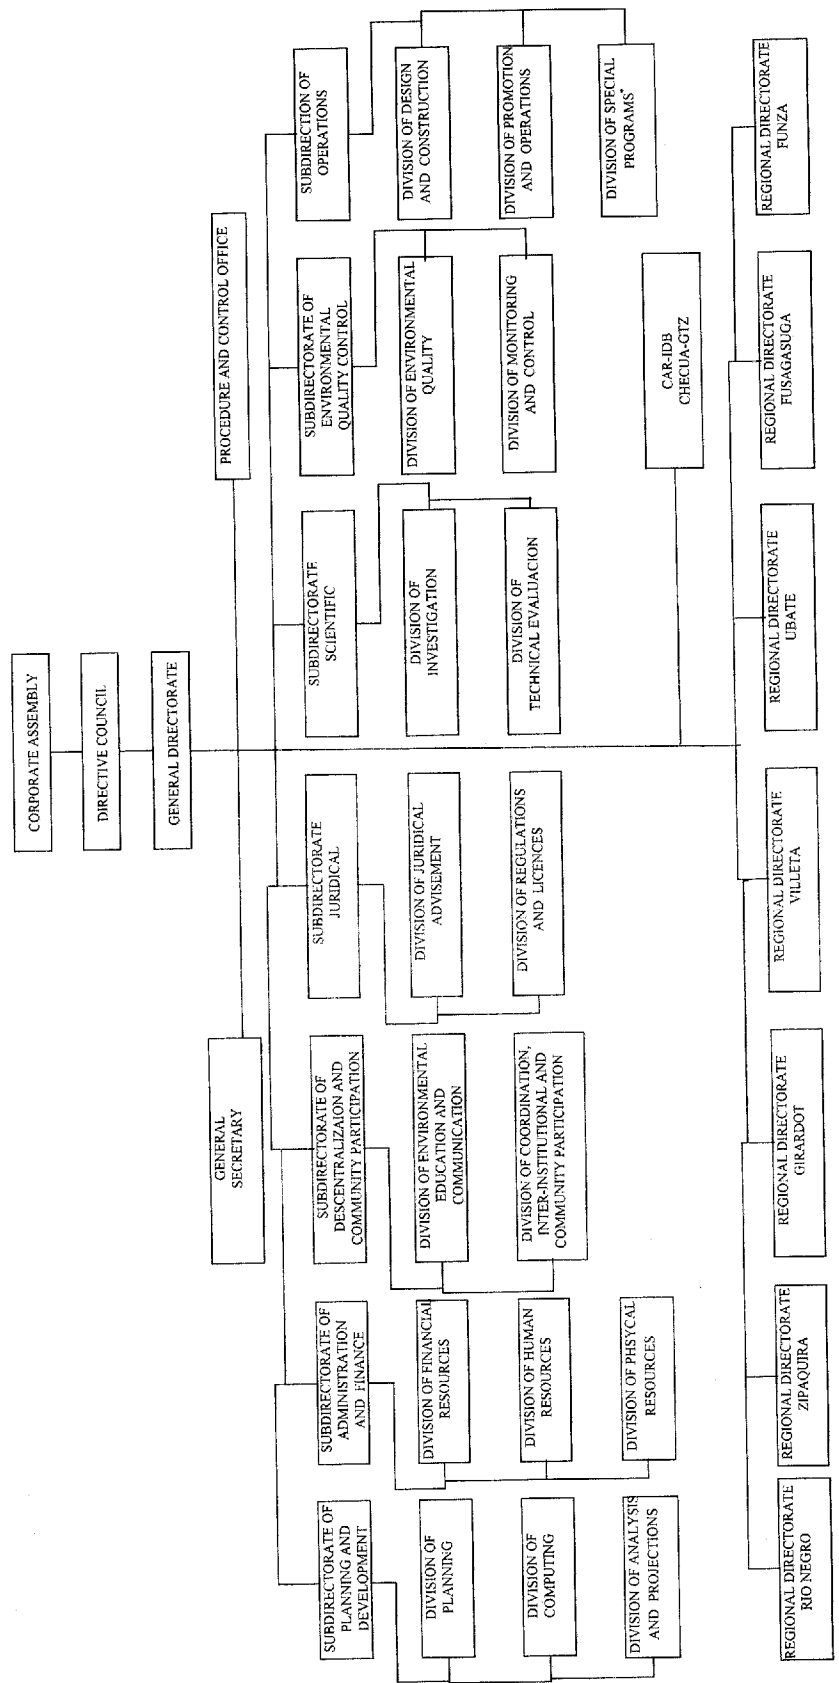 CORPORATE ASSEMBLY
DIRECTIVE COUNCIL
GENERAL DIRECTORATE
GENERAL
SECRETARY
PROCEDURE AND CONTROL OFFICE
SUBDIRECTORATE OF
PLANNING AND
DEVELOPMENT
SUBDIRECTORATE OF
ADMINISTRATION
AND FINANCE
SUBDIRECTORATE OF
DESCENTRALIZAION AND
COMMUNITY PARTICIPATION
SUBDIRECTORATE
JURIDICAL
SUBDIRECTORATE
SCIENTIFIC
SUBDIRECTORATE OF
ENVIRONMENTAL
QUALITY CONTROL
SUBDIRECTION OF
OPERATIONS
DIVISION OF
PLANNING
DIVISION OF FINANCIAL
RESOURCES
DIVISION OF ENVIRONMENTAL
EDUCATION AND
COMMUNICATION
DIVISION OF JURIDICAL
ADVISEMENT
DIVISION OF
INVESTIGATION
DIVISION OF ENVIRONMENTAL
QUALITY
DIVISION OF DESIGN
AND CONSTRUCTION
DIVISION OF
COMPUTING
DIVISION OF HUMAN
RESOURCES
DIVISION OF COORDINATION,
INTER-INSTITUTIONAL AND
COMMUNITY PARTICIPATION
DIVISION OF REGULATIONS
AND LICENCES
DIVISION OF
TECHNICAL EVALUACION
DIVISION OF MONITORING
AND CONTROL
DIVISION OF PROMOTION
AND OPERATIONS
DIVISION OF ANALYSIS
AND PROJECTIONS
DIVISION OF PHSYCAL
RESOURCES
DIVISION OF SPECIAL
PROGRAMS*
CAR-IDB
CHECUA-GTZ
REGIONAL DIRECTORATE
RIO NEGRO
REGIONAL DIRECTORATE
ZIPAQUIRA
REGIONAL DIRECTORATE
GIRARDOT
REGIONAL DIRECTORATE
VILLETA
REGIONAL DIRECTORATE
UBATE
REGIONAL DIRECTORATE
FUSAGASUGA
REGIONAL DIRECTORATE
FUNZA